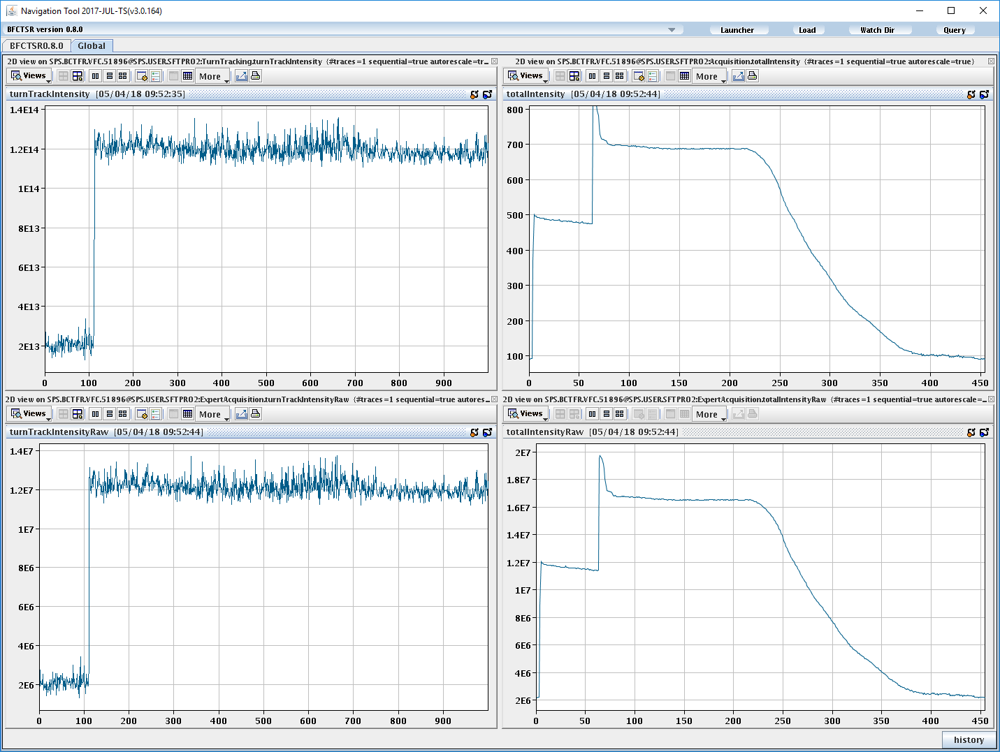 Navigation Tool 2017-JUL-TS(v3.0.164)
BFCTSR version 0.8.0
Launcher
Load
Watch Dir
Query
BFCTSR0.8.0
Global
2D view on SPS.BCTFR.VFC.51896@SPS.USER.SFTPRO2:TurnTracking.turnTrackIntensity {#traces=1 sequential=true autorescale=tr...
Views
More
turnTrackIntensity [05/04/18 09:52:35]
1.4E14
1.2E14
1E14
8E13
6E13
4E13
2E13
0 100 200 300 400 500 600 700 800 900
2D view on SPS.BCTFR.VFC.51896@SPS.USER.SFTPRO2:Acquisition.totalIntensity {#traces=1 sequential=true autorescale=true}
Views
More
totalIntensity [05/04/18 09:52:44]
800
700
600
500
400
300
200
100
0 50 100 150 200 250 300 350 400 450
2D view on SPS.BCTFR.VFC.51896@SPS.USER.SFTPRO2:ExpertAcquisition.turnTrackIntensityRaw {#traces=1 sequential=true autores...
Views
More
turnTrackIntensityRaw [05/04/18 09:52:44]
1.4E7
1.2E7
1E7
8E6
6E6
4E6
2E6
0 100 200 300 400 500 600 700 800 900
2D view on SPS.BCTFR.VFC.51896@SPS.USER.SFTPRO2:ExpertAcquisition.totalIntensityRaw {#traces=1 sequential=true autorescale=...
Views
More
totalIntensityRaw [05/04/18 09:52:44]
2E7
1.8E7
1.6E7
1.4E7
1.2E7
1E7
8E6
6E6
4E6
2E6
0 50 100 150 200 250 300 350 400 450
history